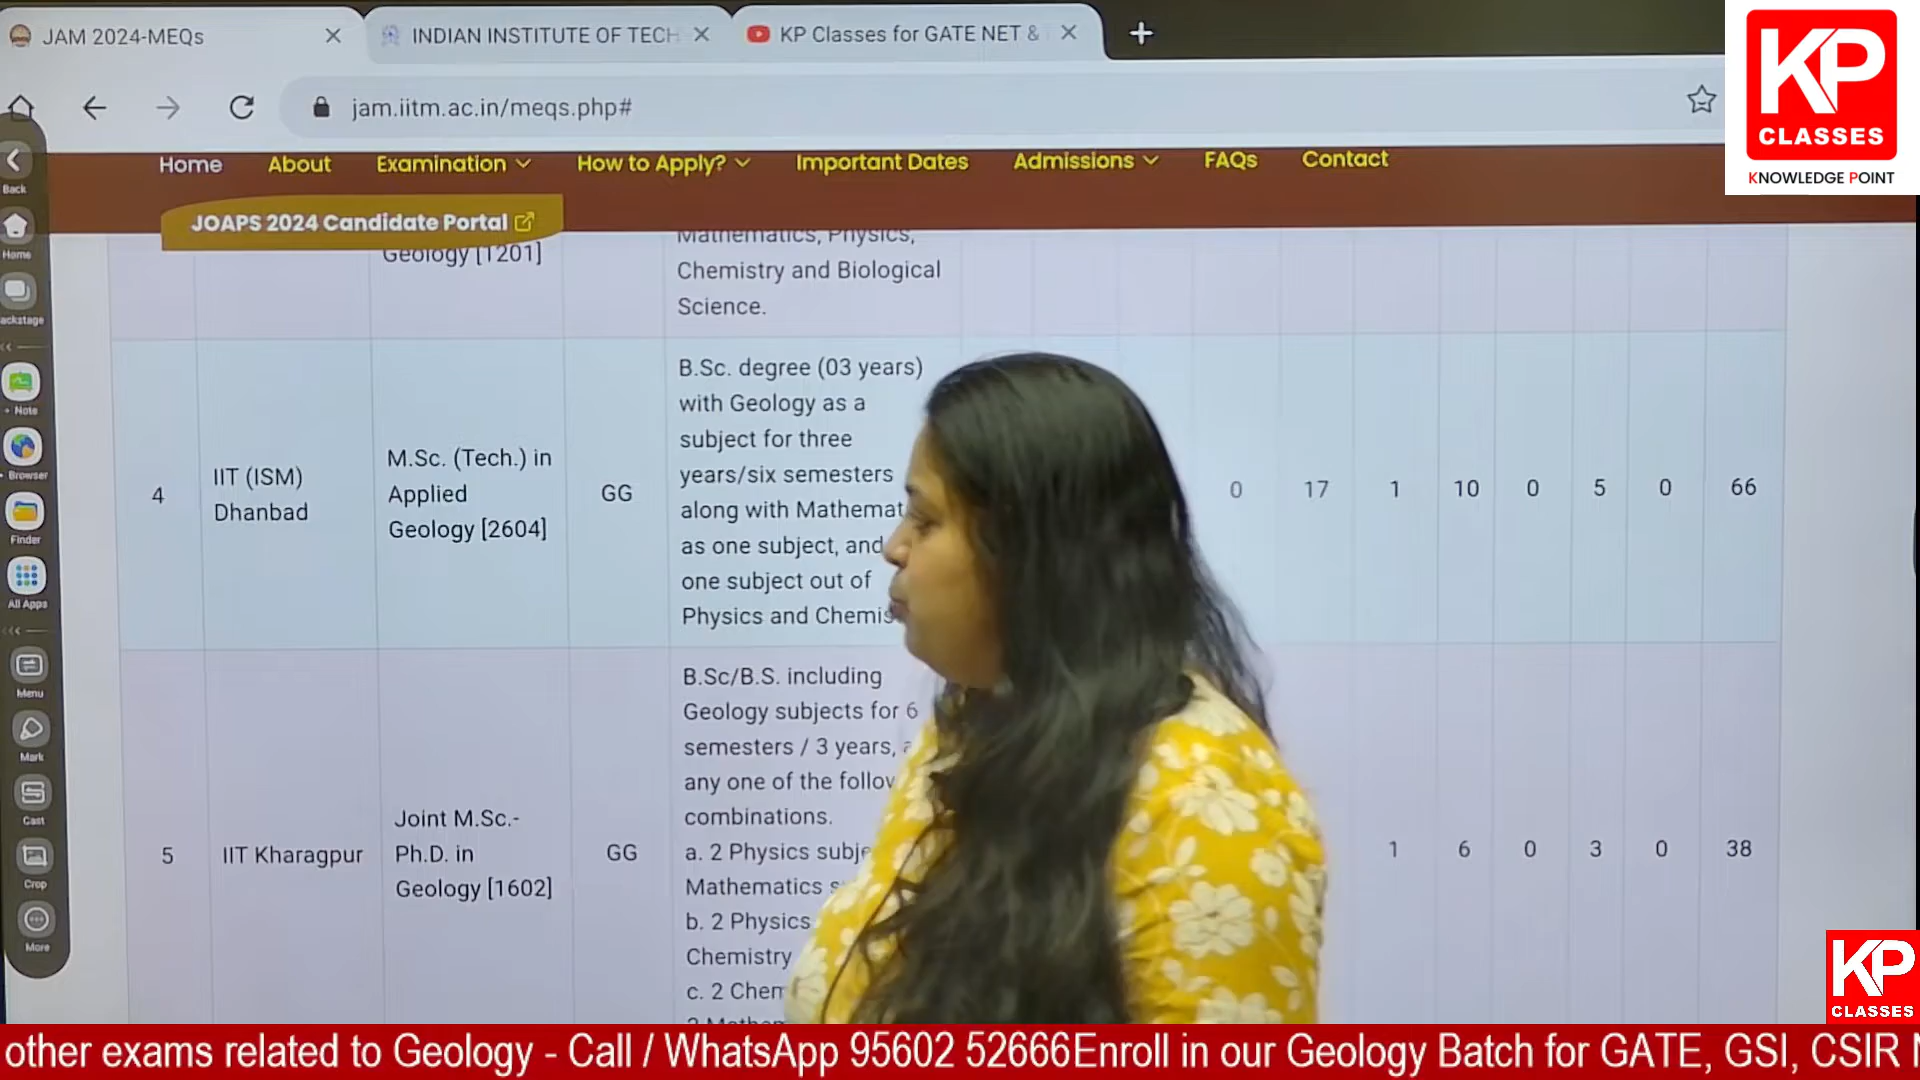 JAM 2024-MEQs
INDIAN INSTITUTE OF TECH
KP Classes for GATE NET &
jam.iitm.ac.in/meqs.php#
KP
CLASSES
KNOWLEDGE POINT
Home About Examination How to Apply? Important Dates Admissions FAQs Contact
JOAPS 2024 Candidate Portal
Back
Home
ackstage
Note
Browser
Finder
All Apps
Menu
Mark
Cast
Crop
More
Geology [1201]
Mathematics, Physics,
Chemistry and Biological
Science.
4
IIT (ISM)
Dhanbad
M.Sc. (Tech.) in
Applied
Geology [2604]
GG
B.Sc. degree (03 years)
with Geology as a
subject for three
years/six semesters
along with Mathemat
as one subject, and
one subject out of
Physics and Chemis
0 17 1 10 0 5 0 66
5
IIT Kharagpur
Joint M.Sc.-
Ph.D. in
Geology [1602]
GG
B.Sc/B.S. including
Geology subjects for 6
semesters / 3 years,
any one of the follow
combinations.
a. 2 Physics subje
Mathematics s
b. 2 Physics
Chemistry
c. 2 Chem
1 6 0 3 0 38
KP
CLASSES
other exams related to Geology - Call / WhatsApp 95602 52666Enroll in our Geology Batch for GATE, GSI, CSIR